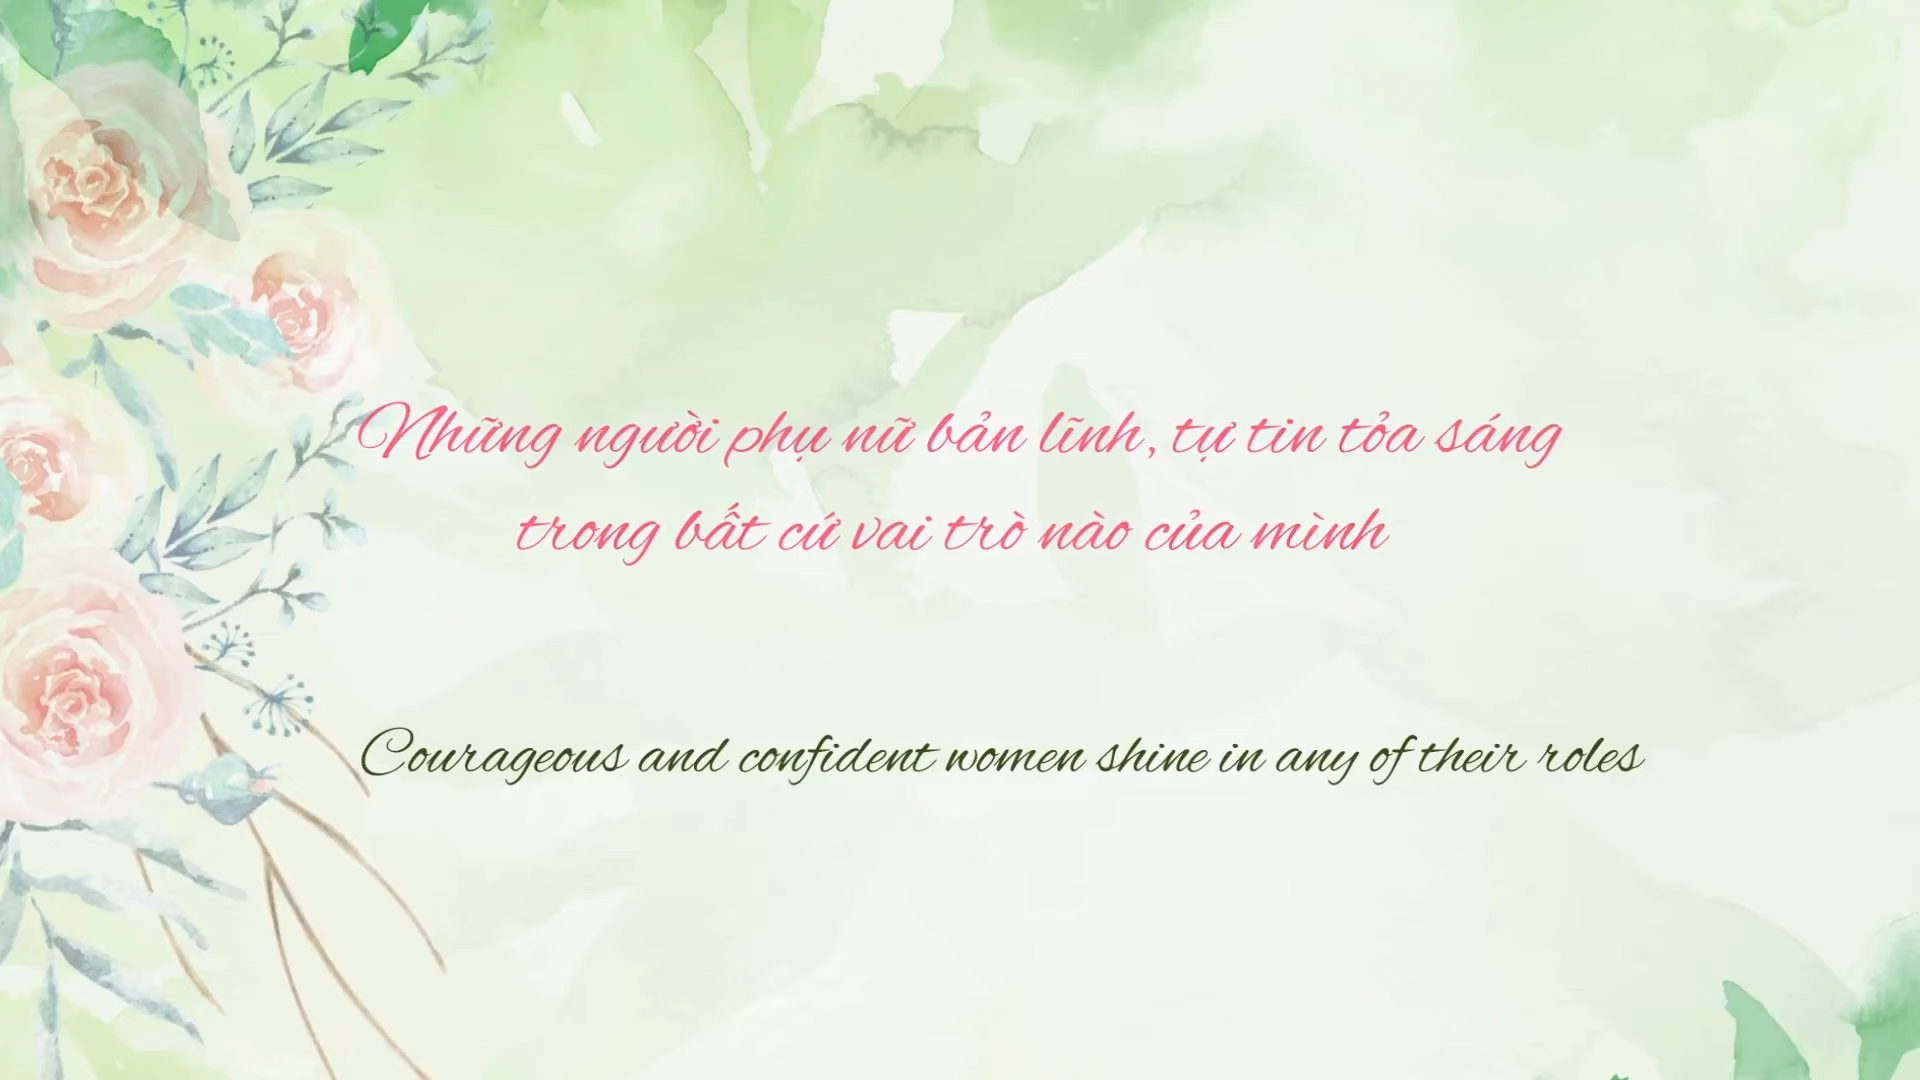 Những người phụ nữ bản lĩnh, tự tin tỏa sáng
trong bất cứ vai trò nào của mình
Courageous and confident women shine in any of their roles